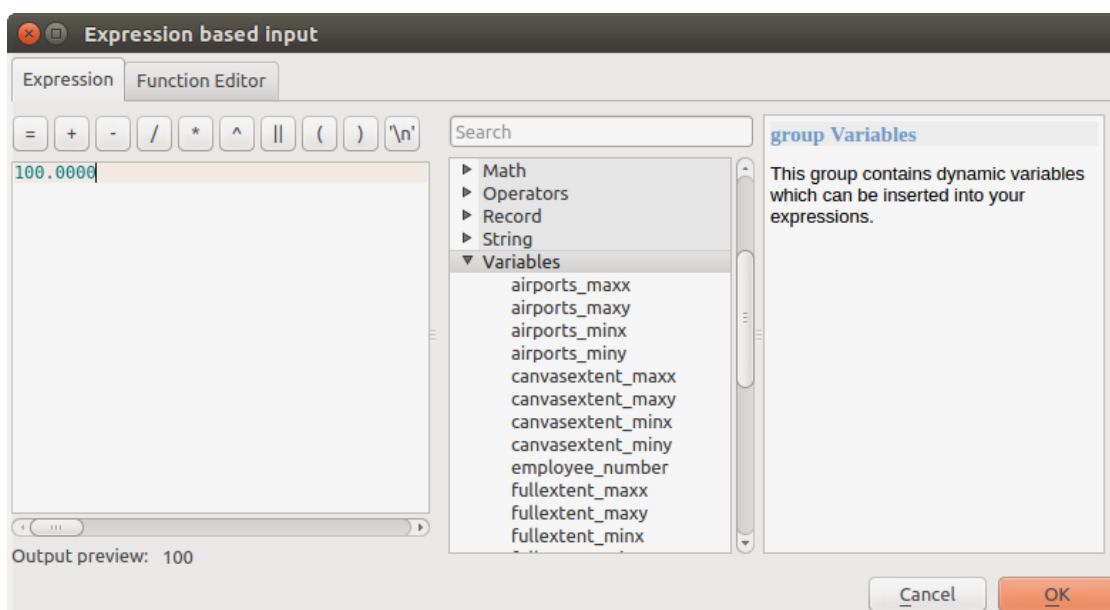 Expression based input
Expression Function Editor
= + - / * ^ || ( ) '\n'
100.0000
Output preview: 100
Search
Math
Operators
Record
String
Variables
airports_maxx
airports_maxy
airports_minx
airports_miny
canvasextent_maxx
canvasextent_maxy
canvasextent_minx
canvasextent_miny
employee_number
fullextent_maxx
fullextent_maxy
fullextent_minx
group Variables
This group contains dynamic variables
which can be inserted into your
expressions.
Cancel OK